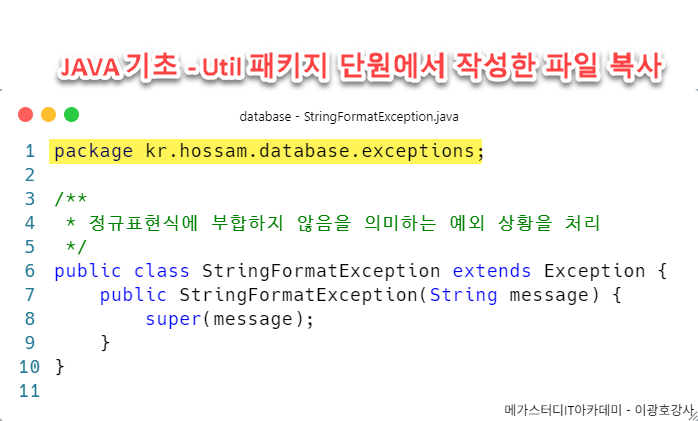 JAVA 기초 - Util 패키지 단원에서 작성한 파일 복사
database - StringFormatException.java
1 package kr.hossam.database.exceptions;
2
3 /**
4  * 정규표현식에 부합하지 않음을 의미하는 예외 상황을 처리
5  */
6 public class StringFormatException extends Exception {
7     public StringFormatException(String message) {
8         super(message);
9     }
10 }
11
메가스터디IT아카데미 - 이광호강사